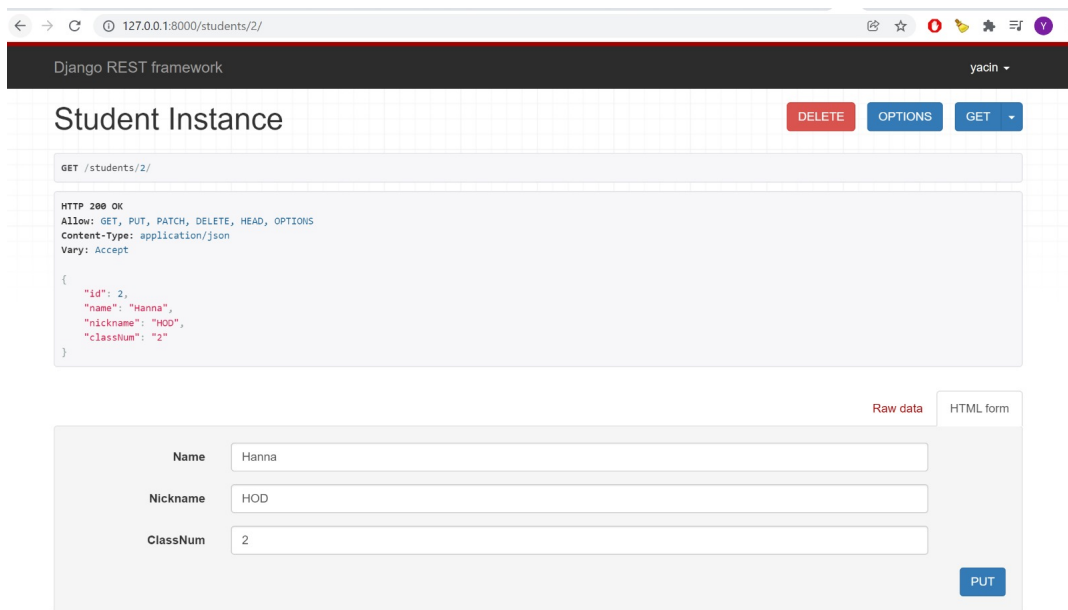 127.0.0.1:8000/students/2/
Y
Django REST framework
yacin
Student Instance
DELETE
OPTIONS
GET
GET /students/2/
HTTP 200 OK
Allow: GET, PUT, PATCH, DELETE, HEAD, OPTIONS
Content-Type: application/json
Vary: Accept
{
"id": 2,
"name": "Hanna",
"nickname": "HOD",
"classNum": "2"
}
Raw data
HTML form
Name
Hanna
Nickname
HOD
ClassNum
2
PUT